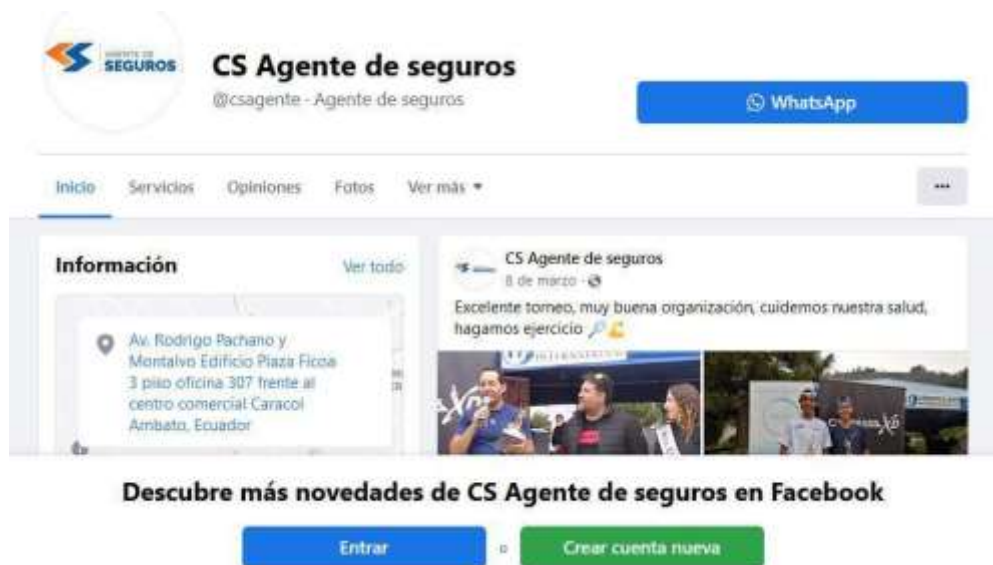 AGENTE DE
SEGUROS
CS Agente de seguros
@csagente - Agente de seguros
WhatsApp
Inicio
Servicios
Opiniones
Fotos
Ver más
Información
Ver todo
Av. Rodrigo Pachano y
Montalvo Edificio Plaza Ficoa
3 piso oficina 307 frente al
centro comercial Caracol
Ambato, Ecuador
CS Agente de seguros
8 de marzo
Excelente torneo, muy buena organización, cuidemos nuestra salud,
hagamos ejercicio
Descubre más novedades de CS Agente de seguros en Facebook
Entrar
o
Crear cuenta nueva